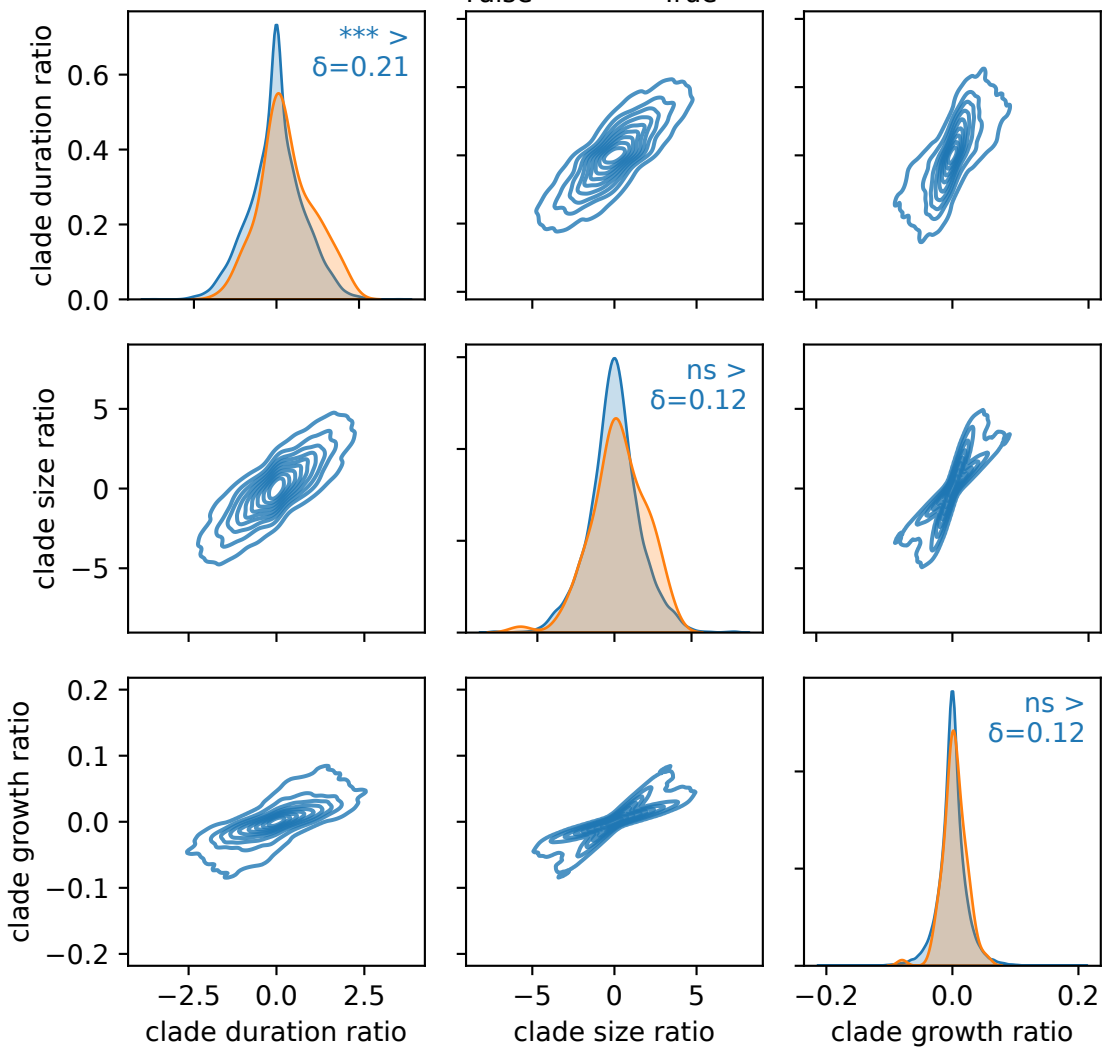 False True
clade duration ratio
0.6
0.4
0.2
0.0
*** >
δ=0.21
clade size ratio
5
0
−5
ns >
δ=0.12
clade growth ratio
0.2
0.1
0.0
−0.1
−0.2
ns >
δ=0.12
−2.5 0.0 2.5
−5 0 5
−0.2 0.0 0.2
clade duration ratio
clade size ratio
clade growth ratio